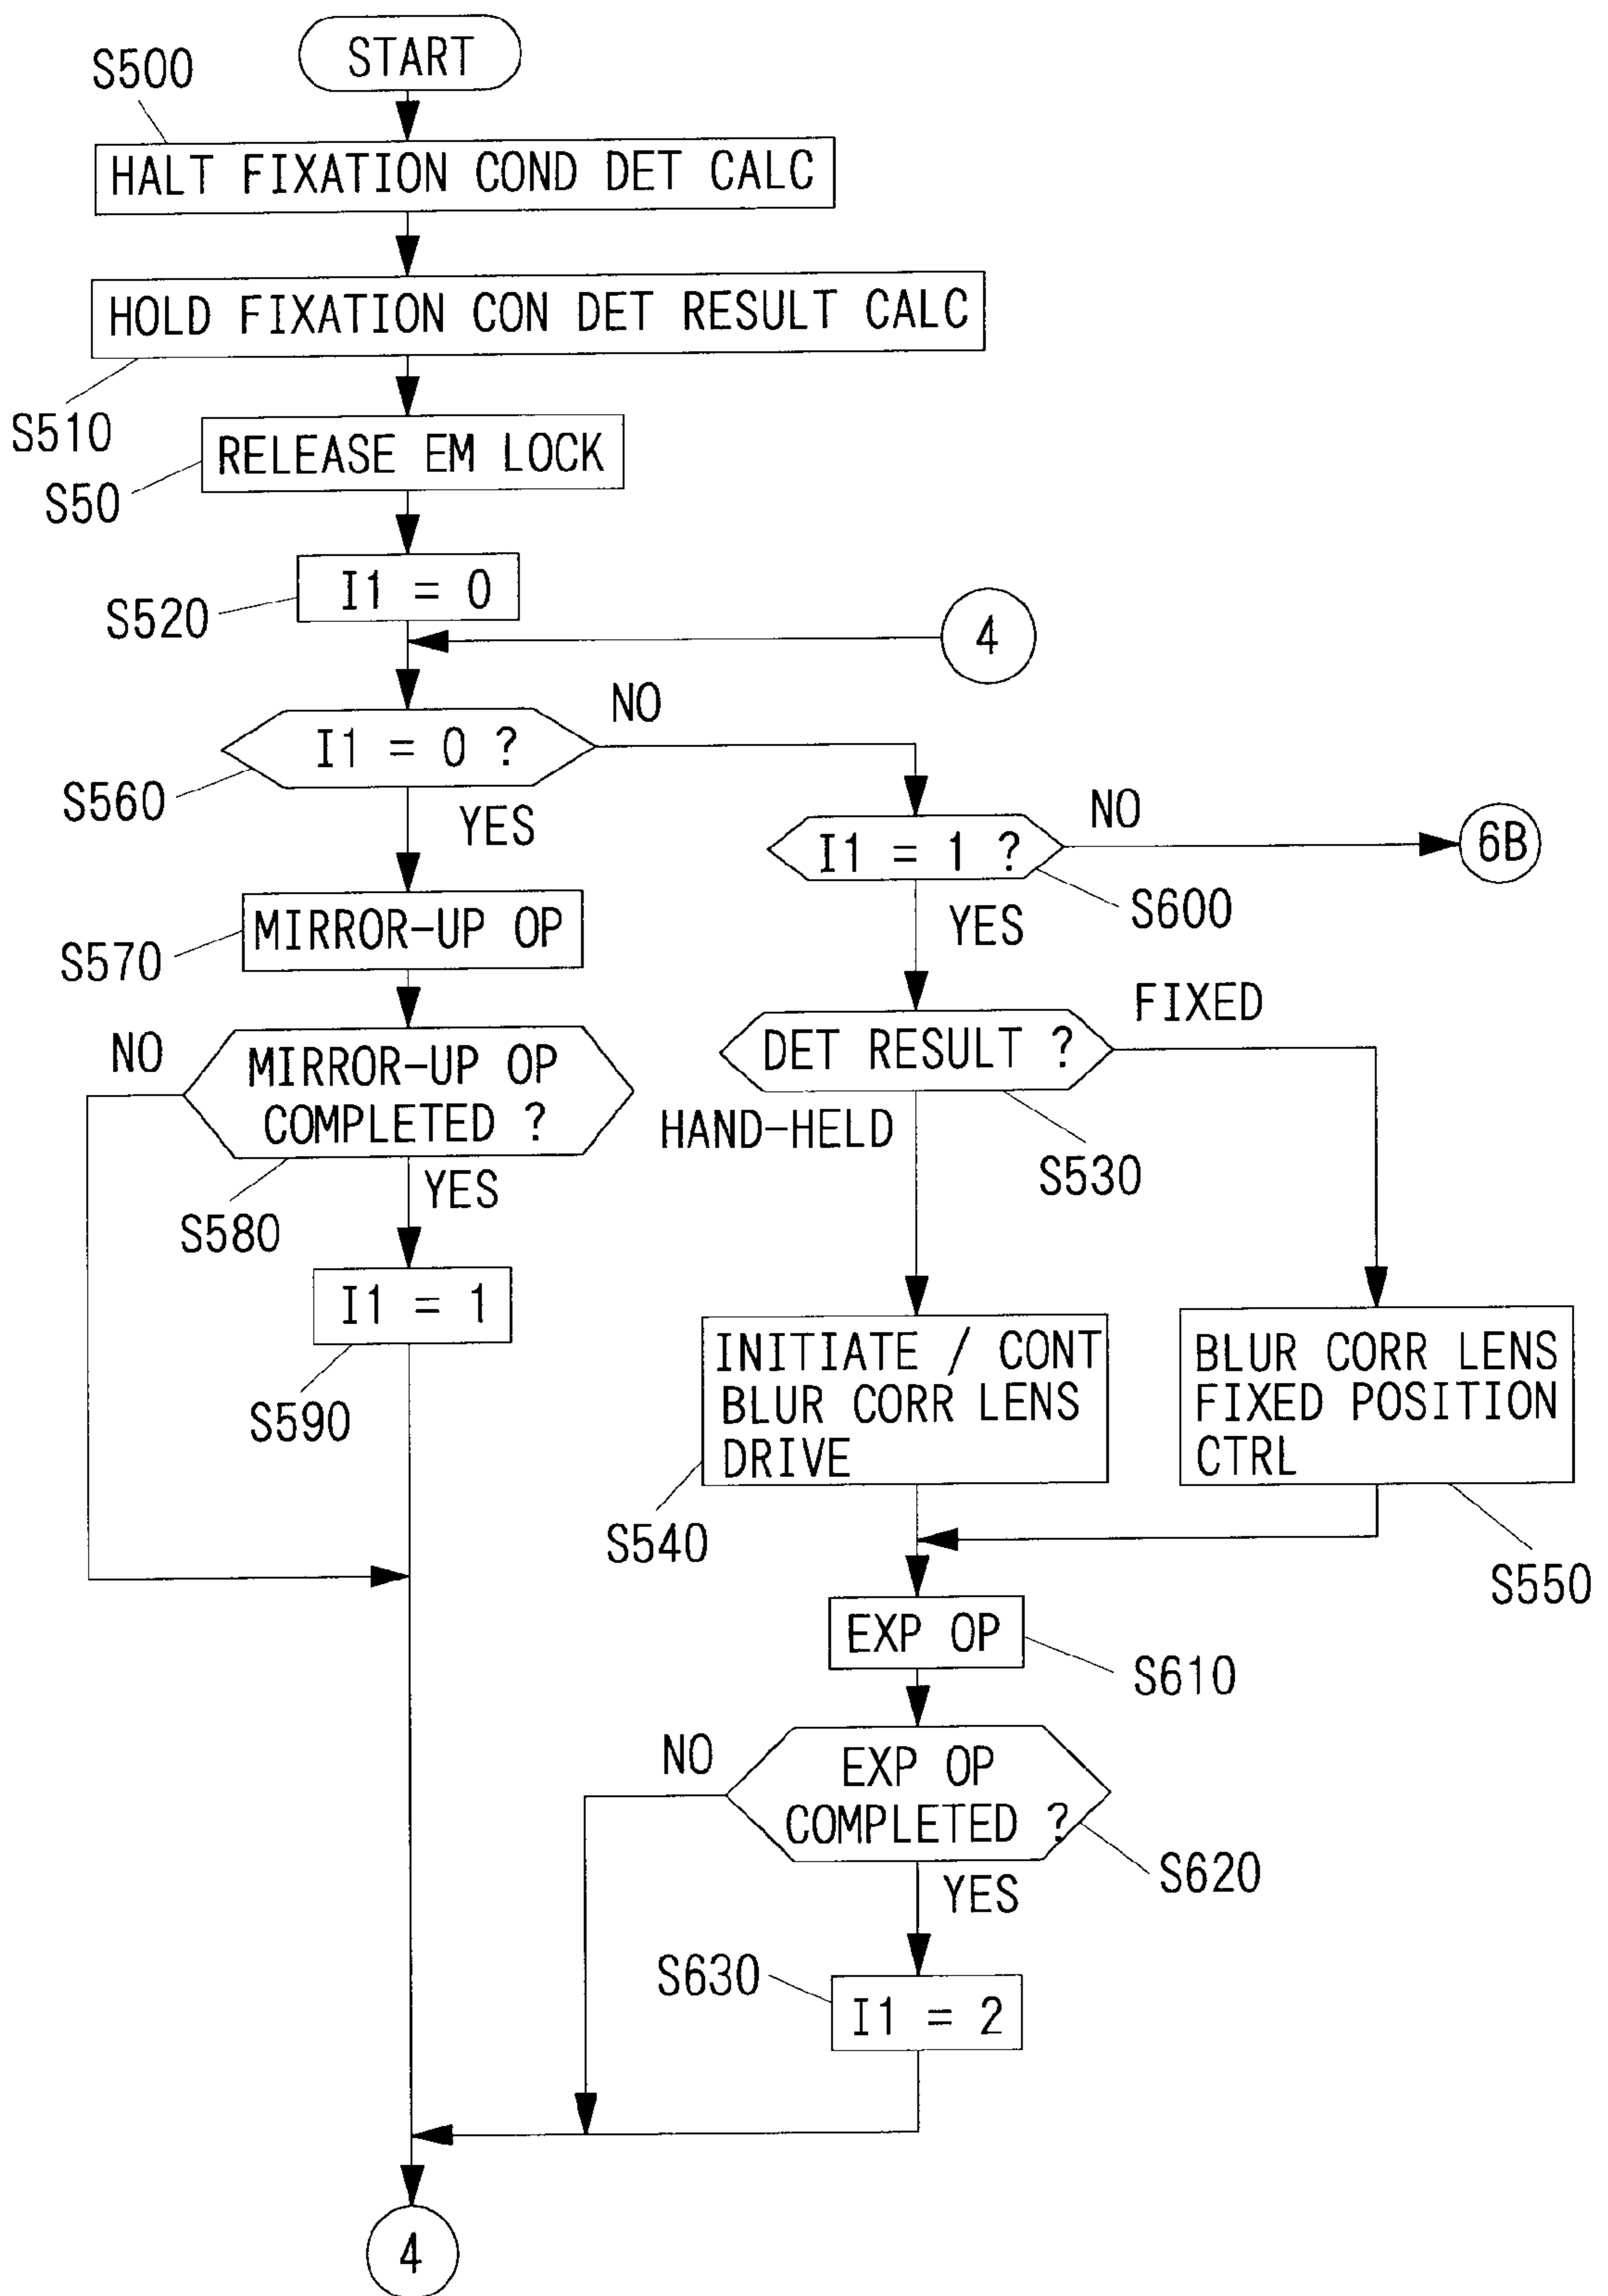 START
S500
HALT FIXATION COND DET CALC
HOLD FIXATION CON DET RESULT CALC
S510
RELEASE EM LOCK
S50
I1 = 0
S520
4
I1 = 0 ?
NO
S560
YES
I1 = 1 ?
NO
6B
S600
YES
MIRROR-UP OP
S570
DET RESULT ?
FIXED
HAND-HELD
S530
NO
MIRROR-UP OP
COMPLETED ?
YES
S580
I1 = 1
S590
INITIATE / CONT
BLUR CORR LENS
DRIVE
S540
BLUR CORR LENS
FIXED POSITION
CTRL
S550
EXP OP
S610
NO
EXP OP
COMPLETED ?
S620
YES
S630
I1 = 2
4